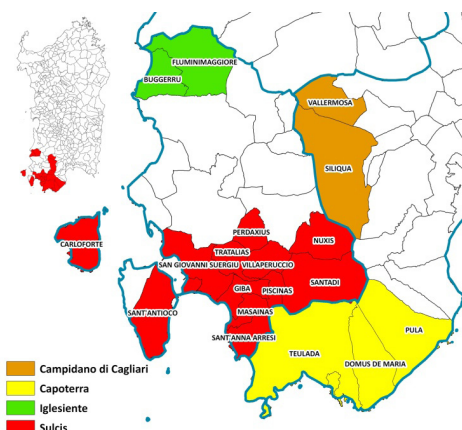 FLUMINIMAGGIORE
BUGGERRU
VALLERMOSA
SILIQUA
PERDAXIUS
NUXIS
CARLOFORTE
TRATALIAS
SAN GIOVANNI SUERGIU VILLAPERUCCIO
GIBA PISCINAS SANTADI
MASAINAS
SANT'ANTIOCO
SANT'ANNA ARRESI
PULA
TEULADA
DOMUS DE MARIA
Campidano di Cagliari
Capoterra
Iglesiente
Sulcis